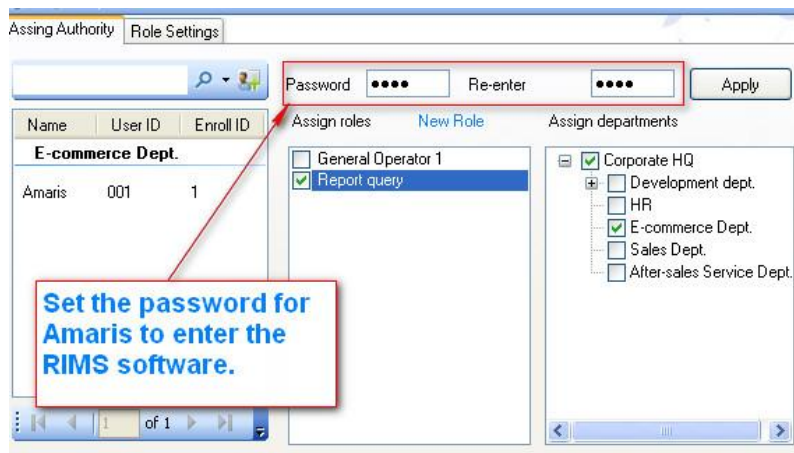 Assing Authority Role Settings
Password •••• Re-enter •••• Apply
Name User ID Enroll ID
Assign roles New Role Assign departments
E-commerce Dept.
General Operator 1
Corporate HQ
Amaris 001 1
Report query
Development dept.
HR
E-commerce Dept.
Sales Dept.
After-sales Service Dept.
Set the password for
Amaris to enter the
RIMS software.
1 of 1